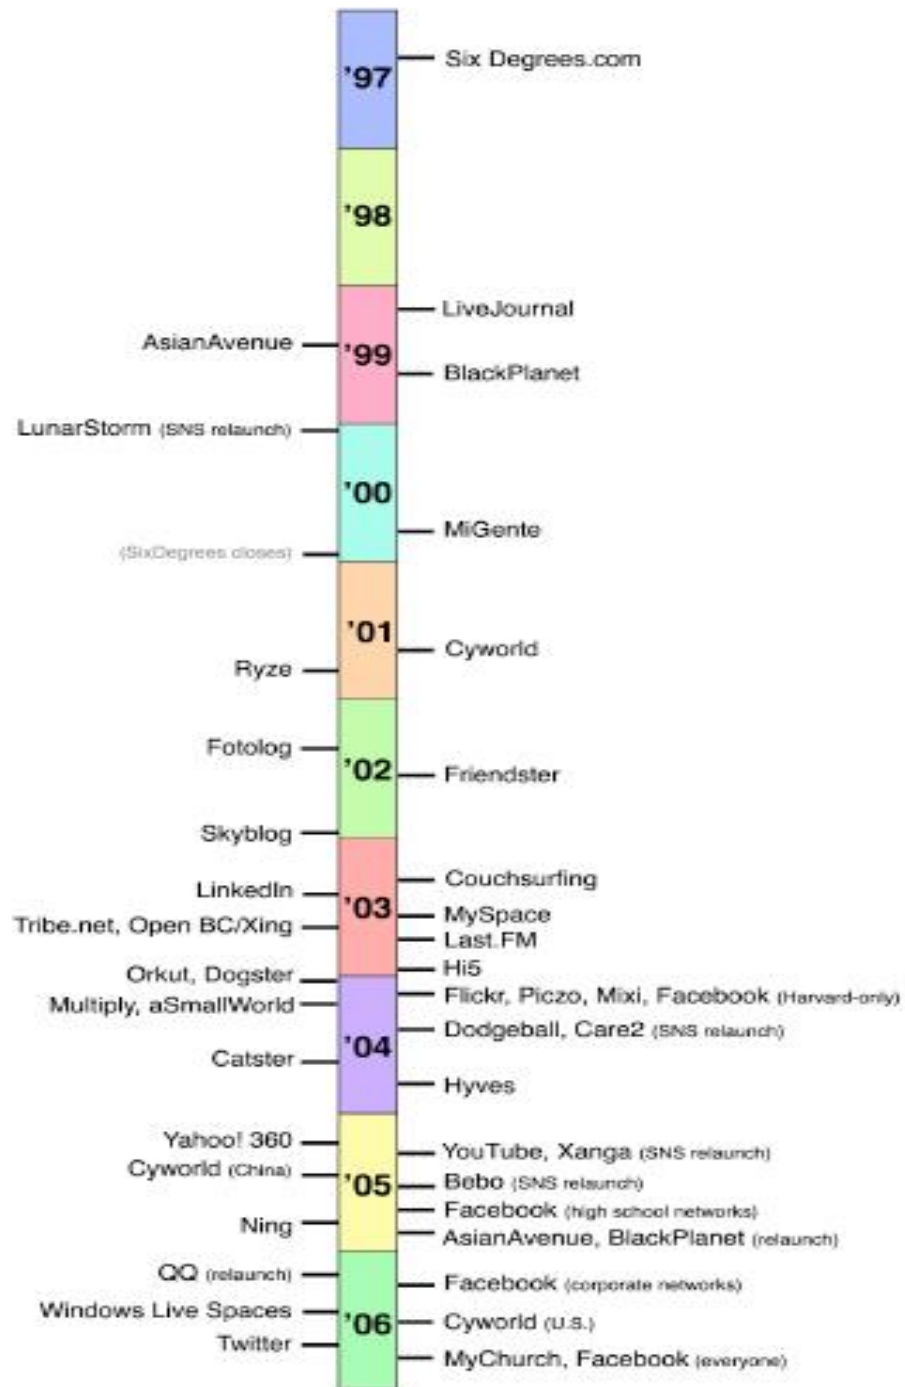 '97
Six Degrees.com
'98
LiveJournal
AsianAvenue
'99
BlackPlanet
LunarStorm (SNS relaunch)
'00
MiGente
(SixDegrees closes)
'01
Cyworld
Ryze
Fotolog
'02
Friendster
Skyblog
Couchsurfing
LinkedIn
'03
MySpace
Tribe.net, Open BC/Xing
Last.FM
Hi5
Orkut, Dogster
Flickr, Piczo, Mixi, Facebook (Harvard-only)
Multiply, aSmallWorld
Dodgeball, Care2 (SNS relaunch)
'04
Catster
Hyves
Yahoo! 360
YouTube, Xanga (SNS relaunch)
Cyworld (China)
Bebo (SNS relaunch)
'05
Facebook (high school networks)
Ning
AsianAvenue, BlackPlanet (relaunch)
QQ (relaunch)
Facebook (corporate networks)
Windows Live Spaces
Cyworld (U.S.)
'06
Twitter
MyChurch, Facebook (everyone)